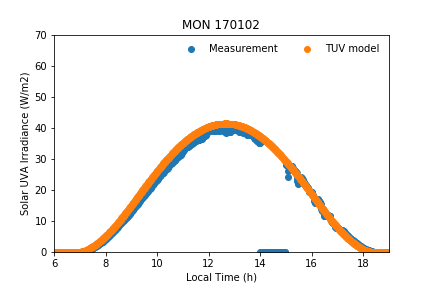 MON 170102
Measurement TUV model
70
60
50
40
30
20
10
0
Solar UVA Irradiance (W/m2)
6 8 10 12 14 16 18
Local Time (h)